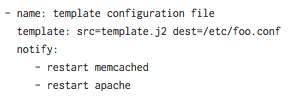 - name: template configuration file
  template: src=template.j2 dest=/etc/foo.conf
  notify:
     - restart memcached
     - restart apache